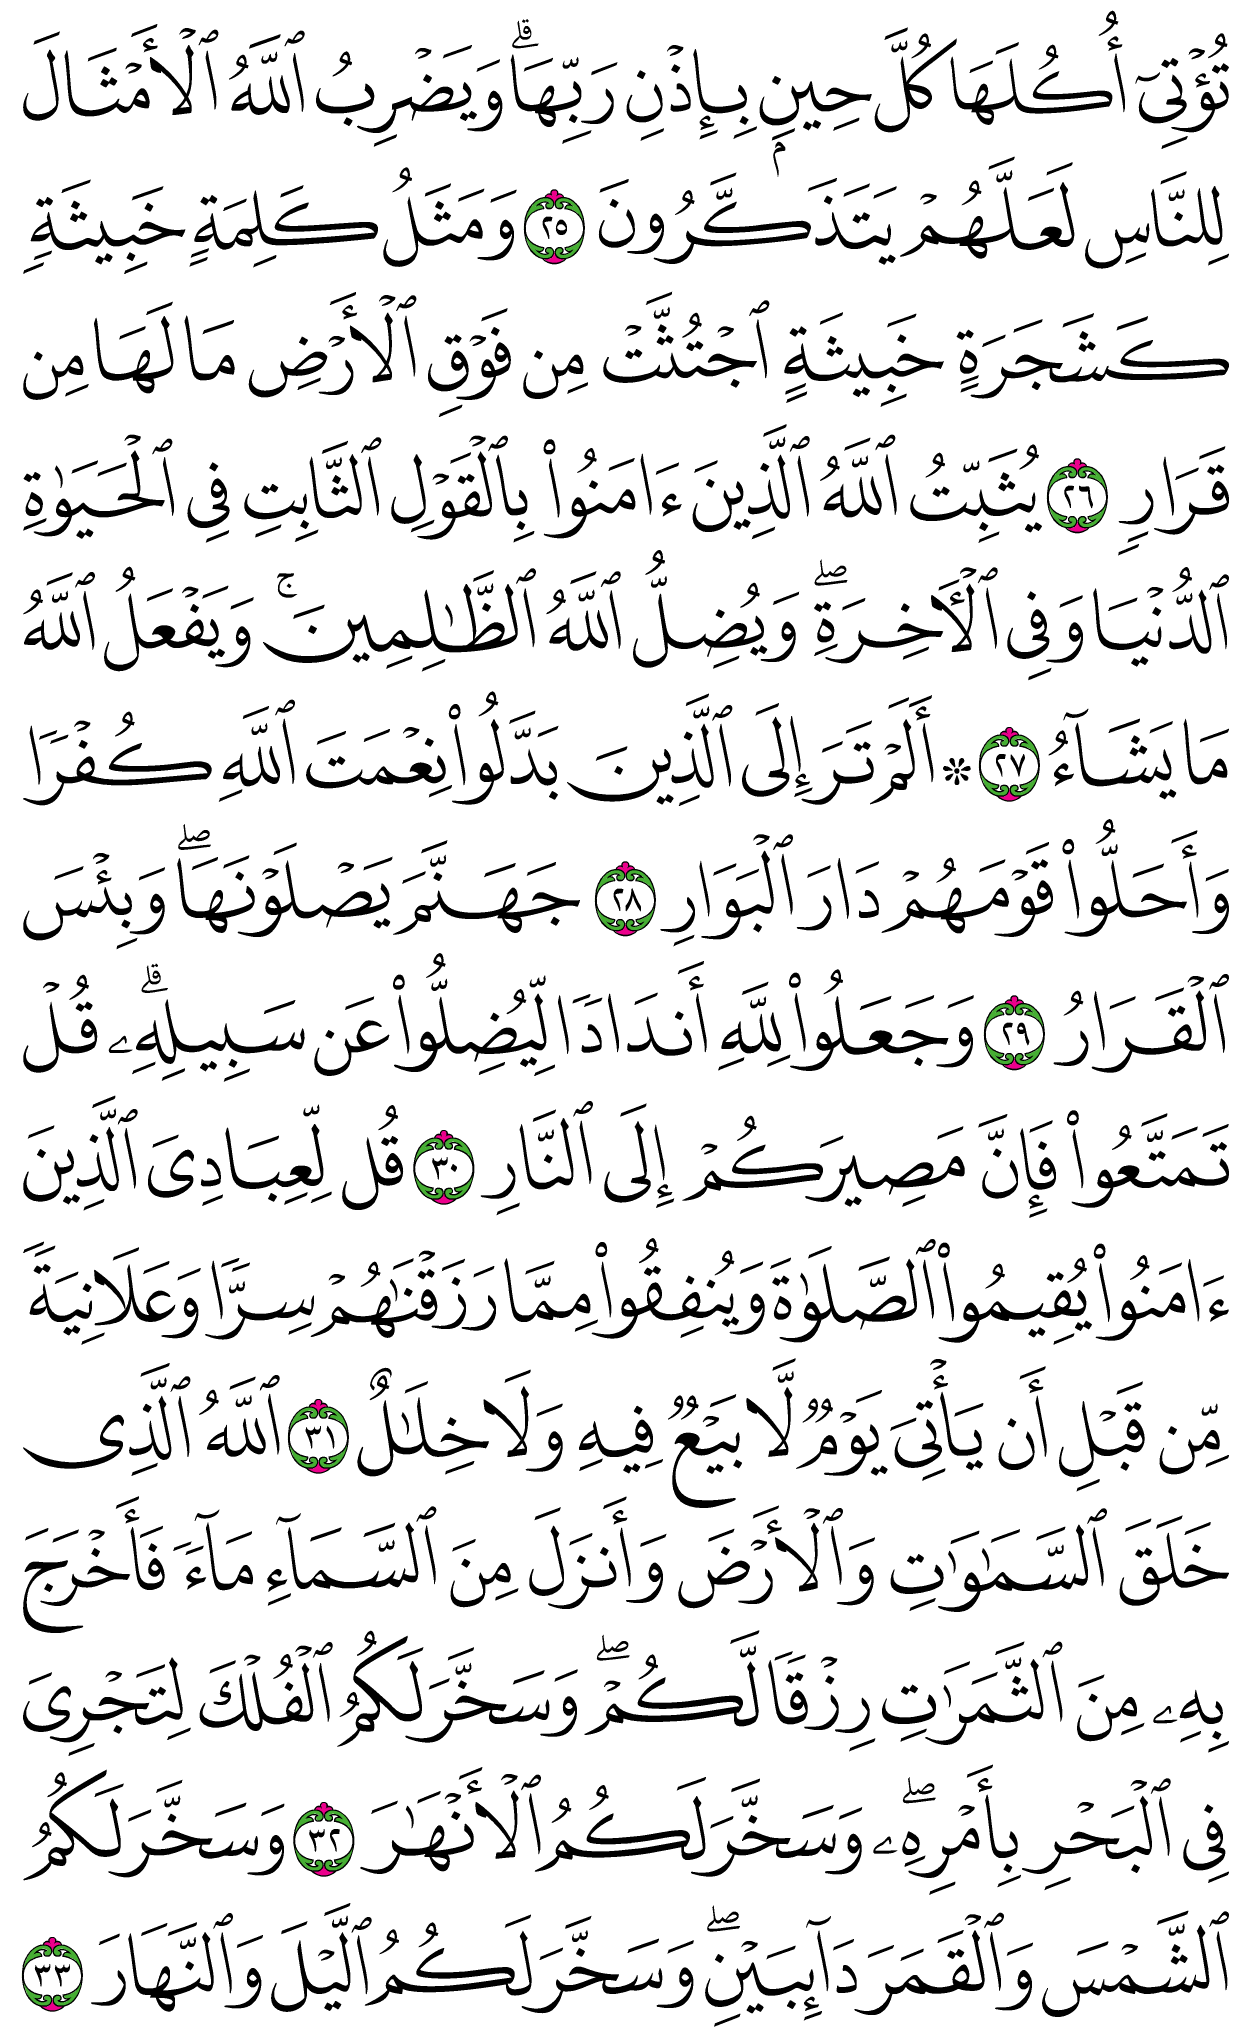 تُؤْتِىٓ أُكُلَهَا كُلَّ حِينٍۭ بِإِذْنِ رَبِّهَا ۗ وَيَضْرِبُ ٱللَّهُ ٱلْأَمْثَالَ
لِلنَّاسِ لَعَلَّهُمْ يَتَذَكَّرُونَ ٢٥ وَمَثَلُ كَلِمَةٍ خَبِيثَةٍ
كَشَجَرَةٍ خَبِيثَةٍ ٱجْتُثَّتْ مِن فَوْقِ ٱلْأَرْضِ مَا لَهَا مِن
قَرَارٍ ٢٦ يُثَبِّتُ ٱللَّهُ ٱلَّذِينَ ءَامَنُوا۟ بِٱلْقَوْلِ ٱلثَّابِتِ فِى ٱلْحَيَوٰةِ
ٱلدُّنْيَا وَفِى ٱلْـَٔاخِرَةِ ۖ وَيُضِلُّ ٱللَّهُ ٱلظَّـٰلِمِينَ ۚ وَيَفْعَلُ ٱللَّهُ
مَا يَشَآءُ ٢٧ * أَلَمْ تَرَ إِلَى ٱلَّذِينَ بَدَّلُوا۟ نِعْمَتَ ٱللَّهِ كُفْرًا
وَأَحَلُّوا۟ قَوْمَهُمْ دَارَ ٱلْبَوَارِ ٢٨ جَهَنَّمَ يَصْلَوْنَهَا ۖ وَبِئْسَ
ٱلْقَرَارُ ٢٩ وَجَعَلُوا۟ لِلَّهِ أَندَادًا لِّيُضِلُّوا۟ عَن سَبِيلِهِۦ ۗ قُلْ
تَمَتَّعُوا۟ فَإِنَّ مَصِيرَكُمْ إِلَى ٱلنَّارِ ٣٠ قُل لِّعِبَادِىَ ٱلَّذِينَ
ءَامَنُوا۟ يُقِيمُوا۟ ٱلصَّلَوٰةَ وَيُنفِقُوا۟ مِمَّا رَزَقْنَـٰهُمْ سِرًّا وَعَلَانِيَةً
مِّن قَبْلِ أَن يَأْتِىَ يَوْمٌ لَّا بَيْعٌ فِيهِ وَلَا خِلَـٰلٌ ٣١ ٱللَّهُ ٱلَّذِى
خَلَقَ ٱلسَّمَـٰوَٰتِ وَٱلْأَرْضَ وَأَنزَلَ مِنَ ٱلسَّمَآءِ مَآءً فَأَخْرَجَ
بِهِۦ مِنَ ٱلثَّمَرَٰتِ رِزْقًا لَّكُمْ ۖ وَسَخَّرَ لَكُمُ ٱلْفُلْكَ لِتَجْرِىَ
فِى ٱلْبَحْرِ بِأَمْرِهِۦ ۖ وَسَخَّرَ لَكُمُ ٱلْأَنْهَـٰرَ ٣٢ وَسَخَّرَ لَكُمُ
ٱلشَّمْسَ وَٱلْقَمَرَ دَآئِبَيْنِ ۖ وَسَخَّرَ لَكُمُ ٱلَّيْلَ وَٱلنَّهَارَ ٣٣